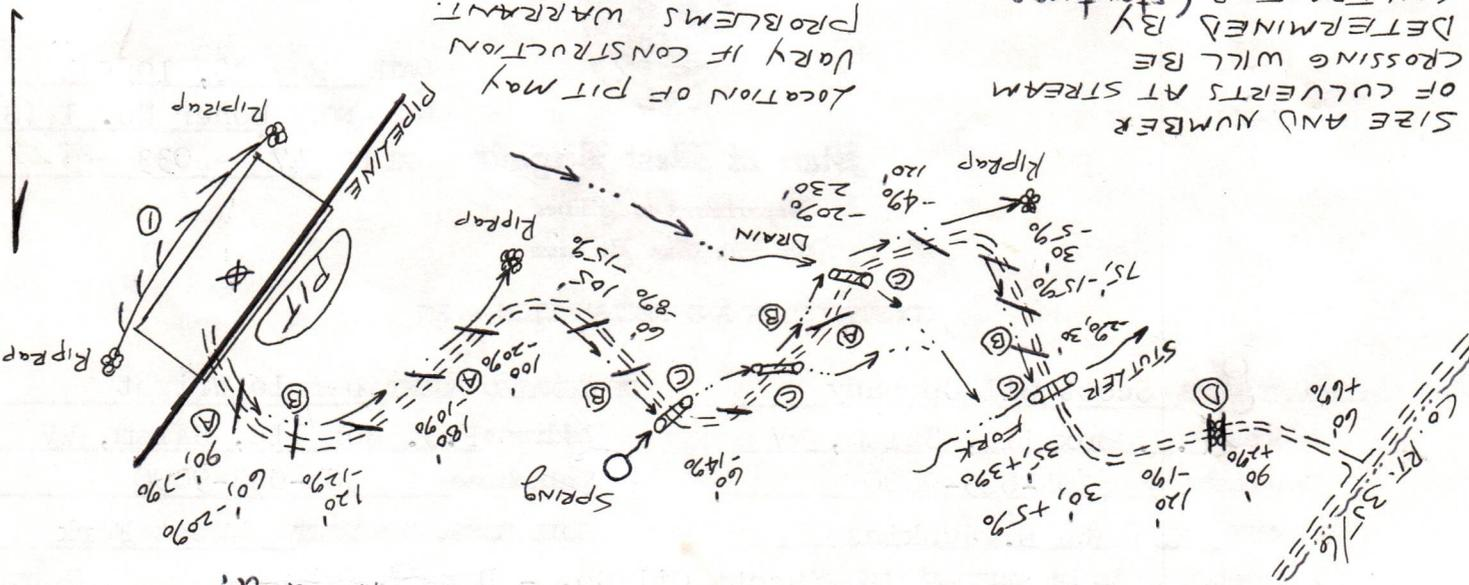 CO. RT.
+6%
60'
+2%
90'
D
-1%
120'
+5%
30'
35' +3%
STUTLER
FORK
C
B
75' -15%
30'
-5%
RIPRAP
120'
-4%
230'
-20%
C
A
B
DRAIN
C
60'
-14%
SPRING
C
B
60'
-8%
105'
-15%
100'
-20%
A
RIPRAP
180'
-10%
120'
-12%
B
60'
-20%
90'
-7%
A
PIT
PIPELINE
RIPRAP
1
RIPRAP
SIZE AND NUMBER
OF CULVERTS AT STREAM
CROSSING WILL BE
DETERMINED BY
LOCATION OF PIT MAY
VARY IF CONSTRUCTION
PROBLEMS WARRANT.